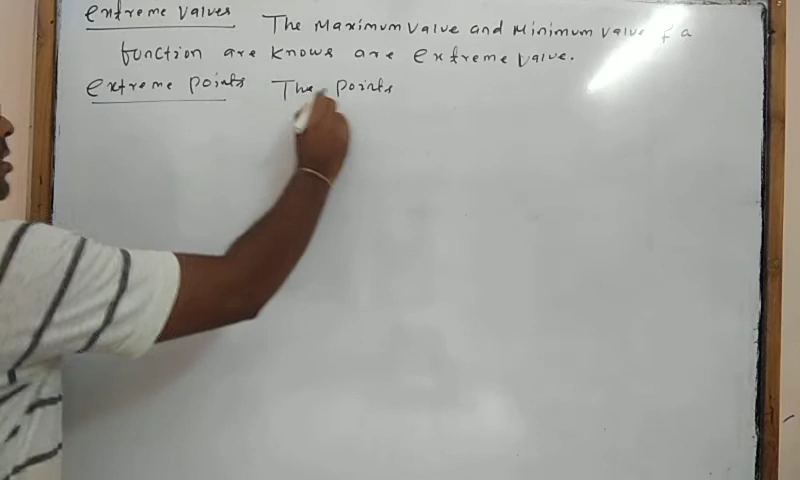 extreme values The Maximum value and Minimum value of a
function are knows are extreme value.
extreme points The points